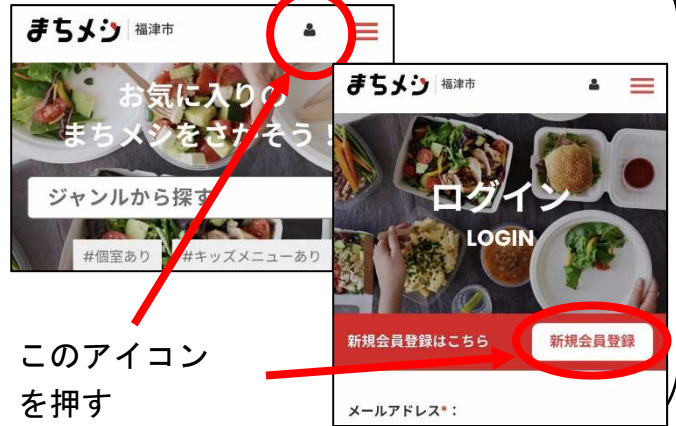 まちメシ 福津市
お気に入りの
まちメシをさがそう！
ジャンルから探す
#個室あり #キッズメニューあり
まちメシ 福津市
ログイン
LOGIN
新規会員登録はこちら 新規会員登録
メールアドレス*：
このアイコン
を押す